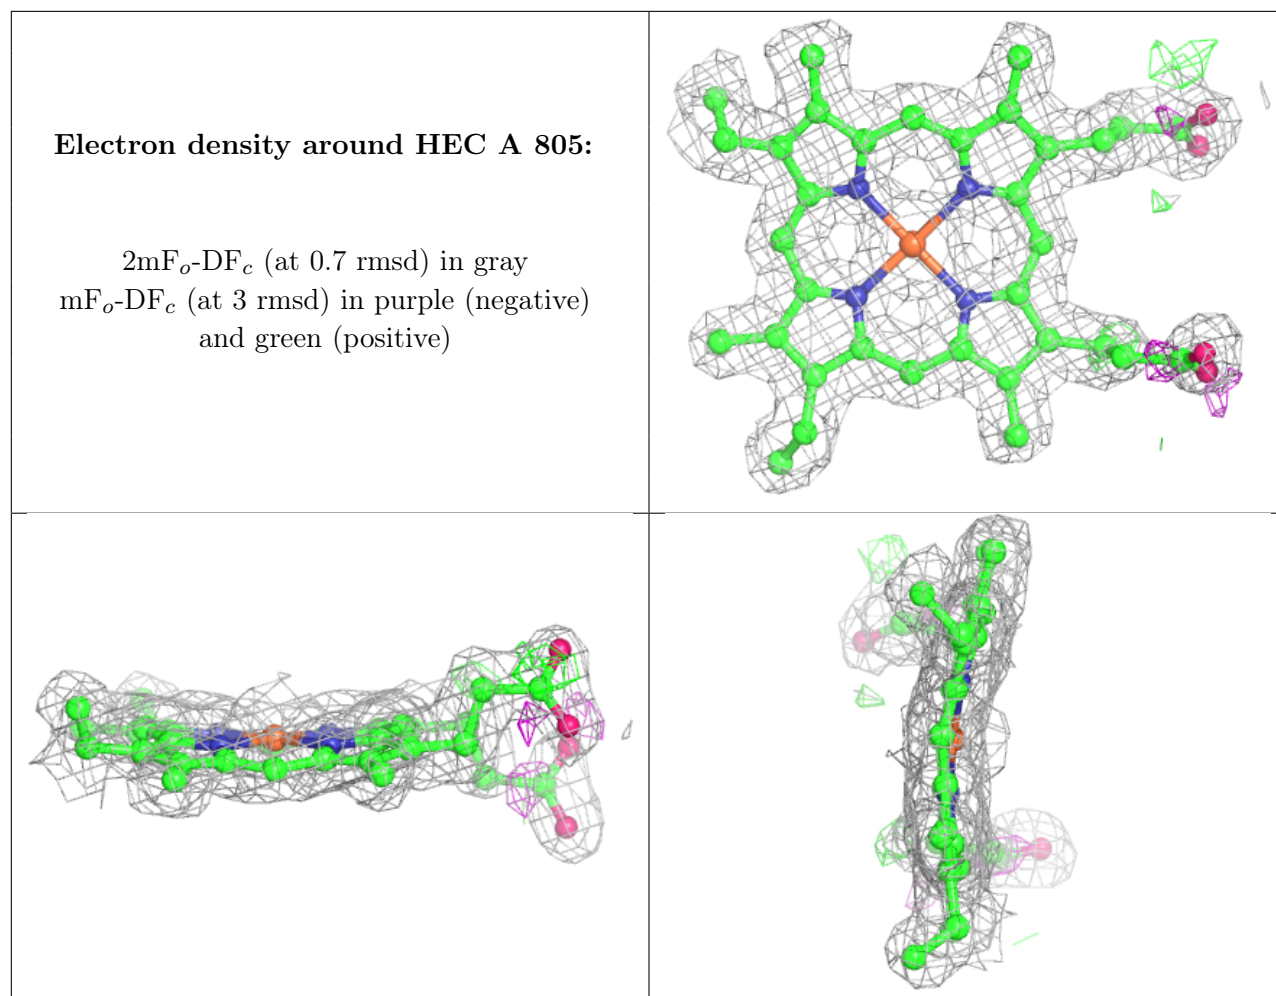 Electron density around HEC A 805:
2mFₒ-DF𝒸 (at 0.7 rmsd) in gray
mFₒ-DF𝒸 (at 3 rmsd) in purple (negative)
and green (positive)